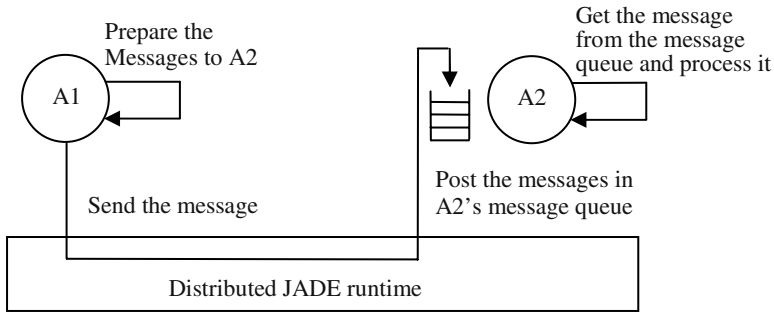 Prepare the
Messages to A2
A1
Get the message
from the message
queue and process it
A2
Send the message
Post the messages in
A2's message queue
Distributed JADE runtime